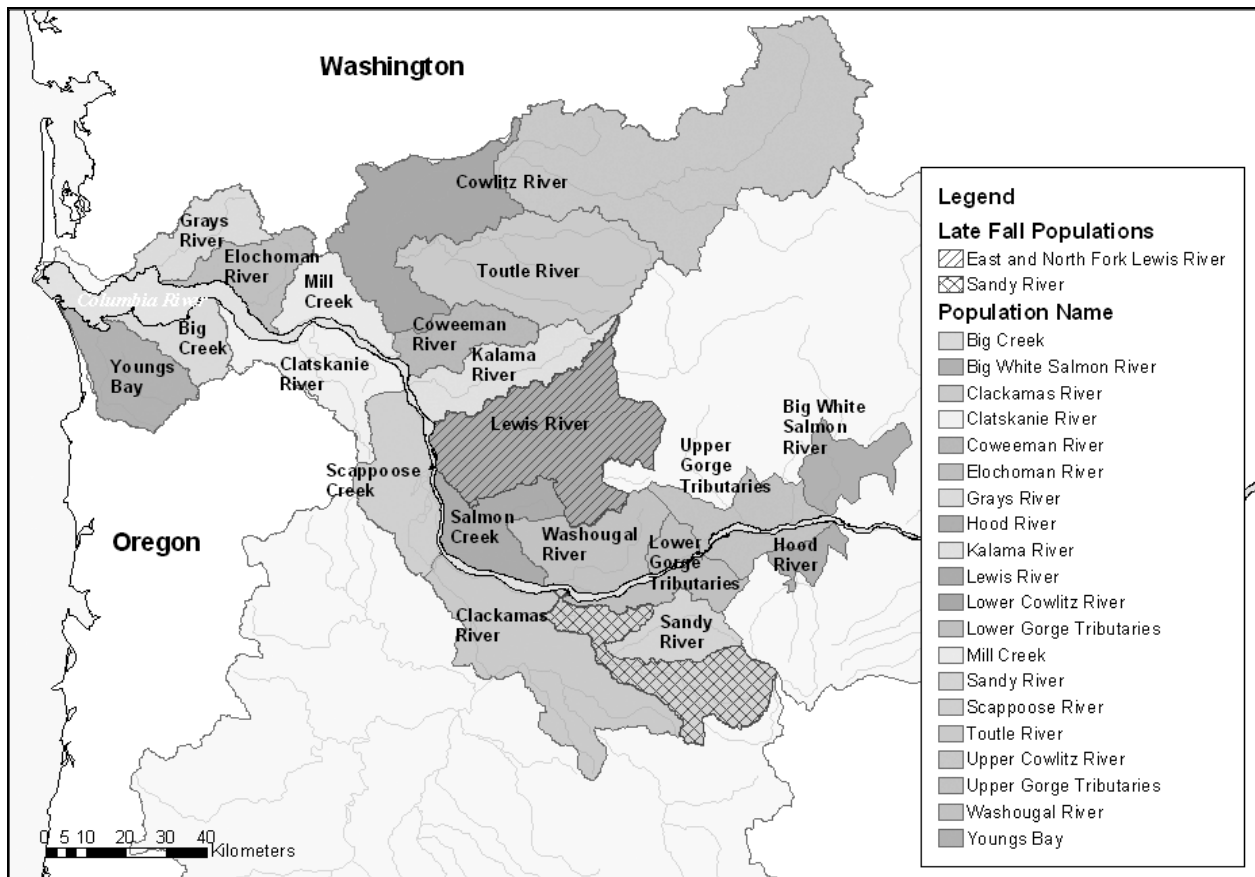 Washington
Cowlitz River
Grays
River
Elochoman
River
Mill
Creek
Toutle River
Columbia River
Big
Creek
Coweeman
River
Kalama
River
Youngs
Bay
Clatskanie
River
Lewis River
Big White
Salmon
River
Upper
Gorge
Tributaries
Scappoose
Creek
Oregon
Salmon
Creek
Washougal
River
Lower
Gorge
Tributaries
Hood
River
Clackamas
River
Sandy
River
0 5 10 20 30 40
Kilometers
Legend
Late Fall Populations
East and North Fork Lewis River
Sandy River
Population Name
Big Creek
Big White Salmon River
Clackamas River
Clatskanie River
Coweeman River
Elochoman River
Grays River
Hood River
Kalama River
Lewis River
Lower Cowlitz River
Lower Gorge Tributaries
Mill Creek
Sandy River
Scappoose River
Toutle River
Upper Cowlitz River
Upper Gorge Tributaries
Washougal River
Youngs Bay